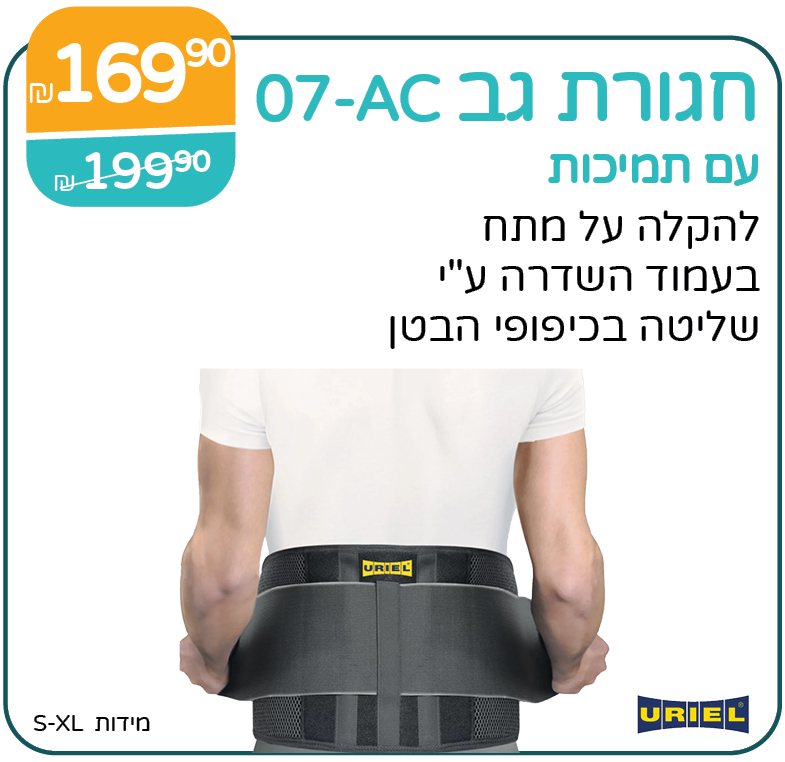 ₪169.90
₪199.90
חגורת גב 07-AC
עם תמיכות
להקלה על מתח
בעמוד השדרה ע"י
שליטה בכיפופי הבטן
URIEL®
מידות S-XL
URIEL®